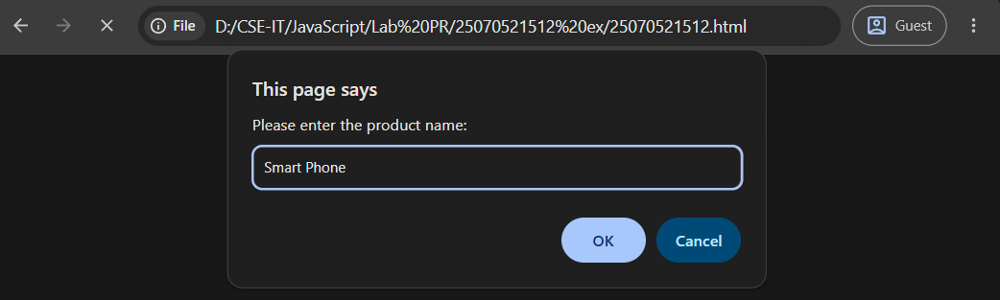 File D:/CSE-IT/JavaScript/Lab%20PR/25070521512%20ex/25070521512.html Guest
This page says
Please enter the product name:
Smart Phone
OK Cancel